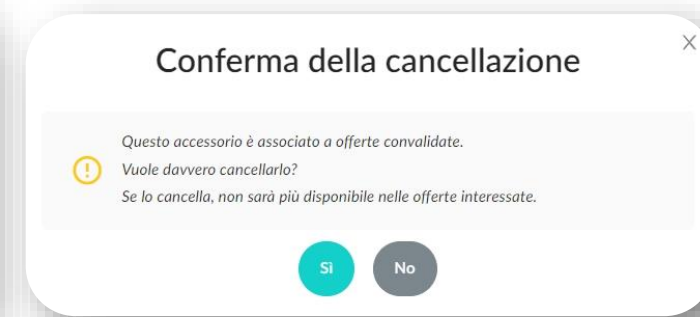 Conferma della cancellazione
Questo accessorio è associato a offerte convalidate.
Vuole davvero cancellarlo?
Se lo cancella, non sarà più disponibile nelle offerte interessate.
Sì
No